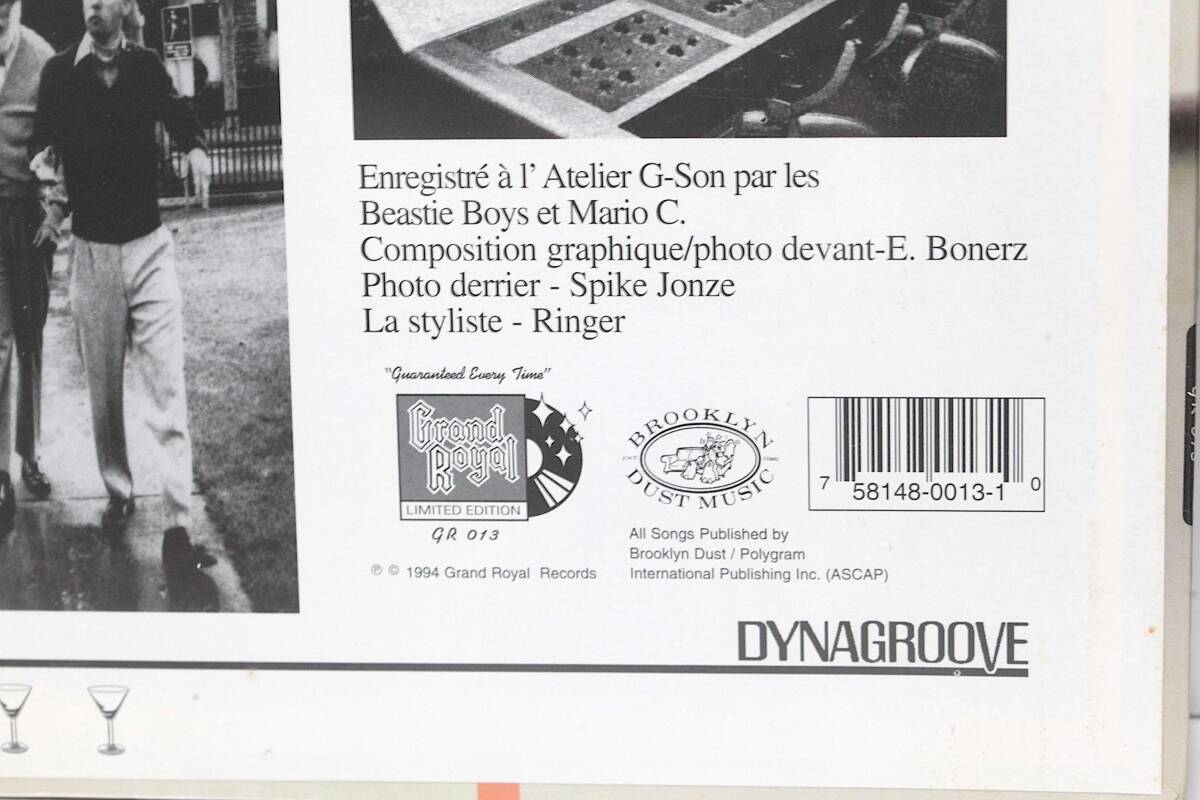 Enregistré à l' Atelier G-Son par les
Beastie Boys et Mario C.
Composition graphique/photo devant-E. Bonerz
Photo derrier - Spike Jonze
La styliste - Ringer
"Guaranteed Every Time"
Grand
Royal
LIMITED EDITION
GR 013
℗ © 1994 Grand Royal Records
BROOKLYN
DUST MUSIC
All Songs Published by
Brooklyn Dust / Polygram
International Publishing Inc. (ASCAP)
7 58148-0013-1 0
DYNAGROOVE